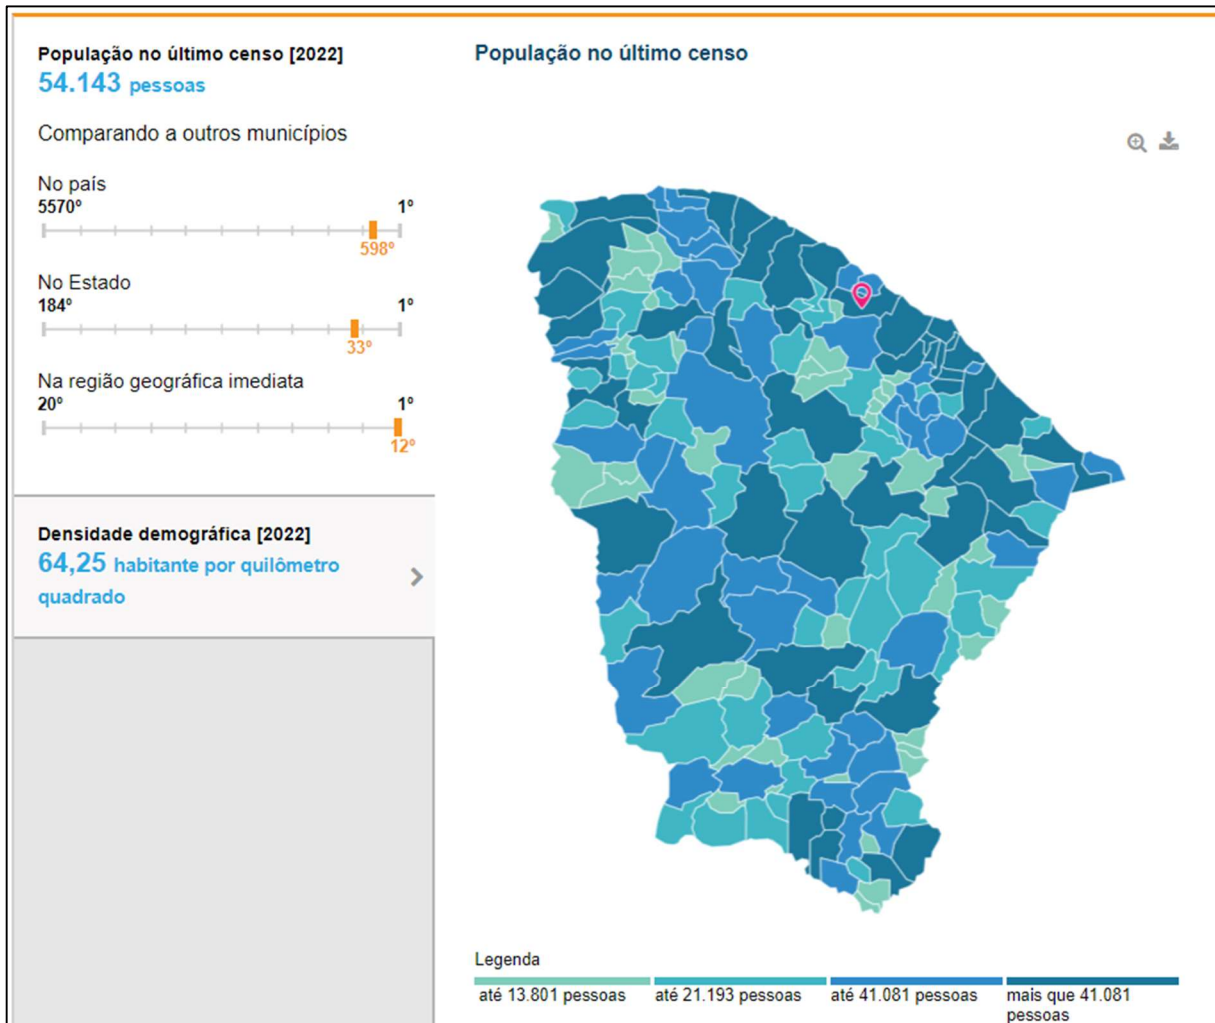 População no último censo [2022]
54.143 pessoas
Comparando a outros municípios
No país
5570º 1º
598º
No Estado
184º 1º
33º
Na região geográfica imediata
20º 1º
12º
Densidade demográfica [2022]
64,25 habitante por quilômetro
quadrado
População no último censo
Legenda
até 13.801 pessoas
até 21.193 pessoas
até 41.081 pessoas
mais que 41.081
pessoas